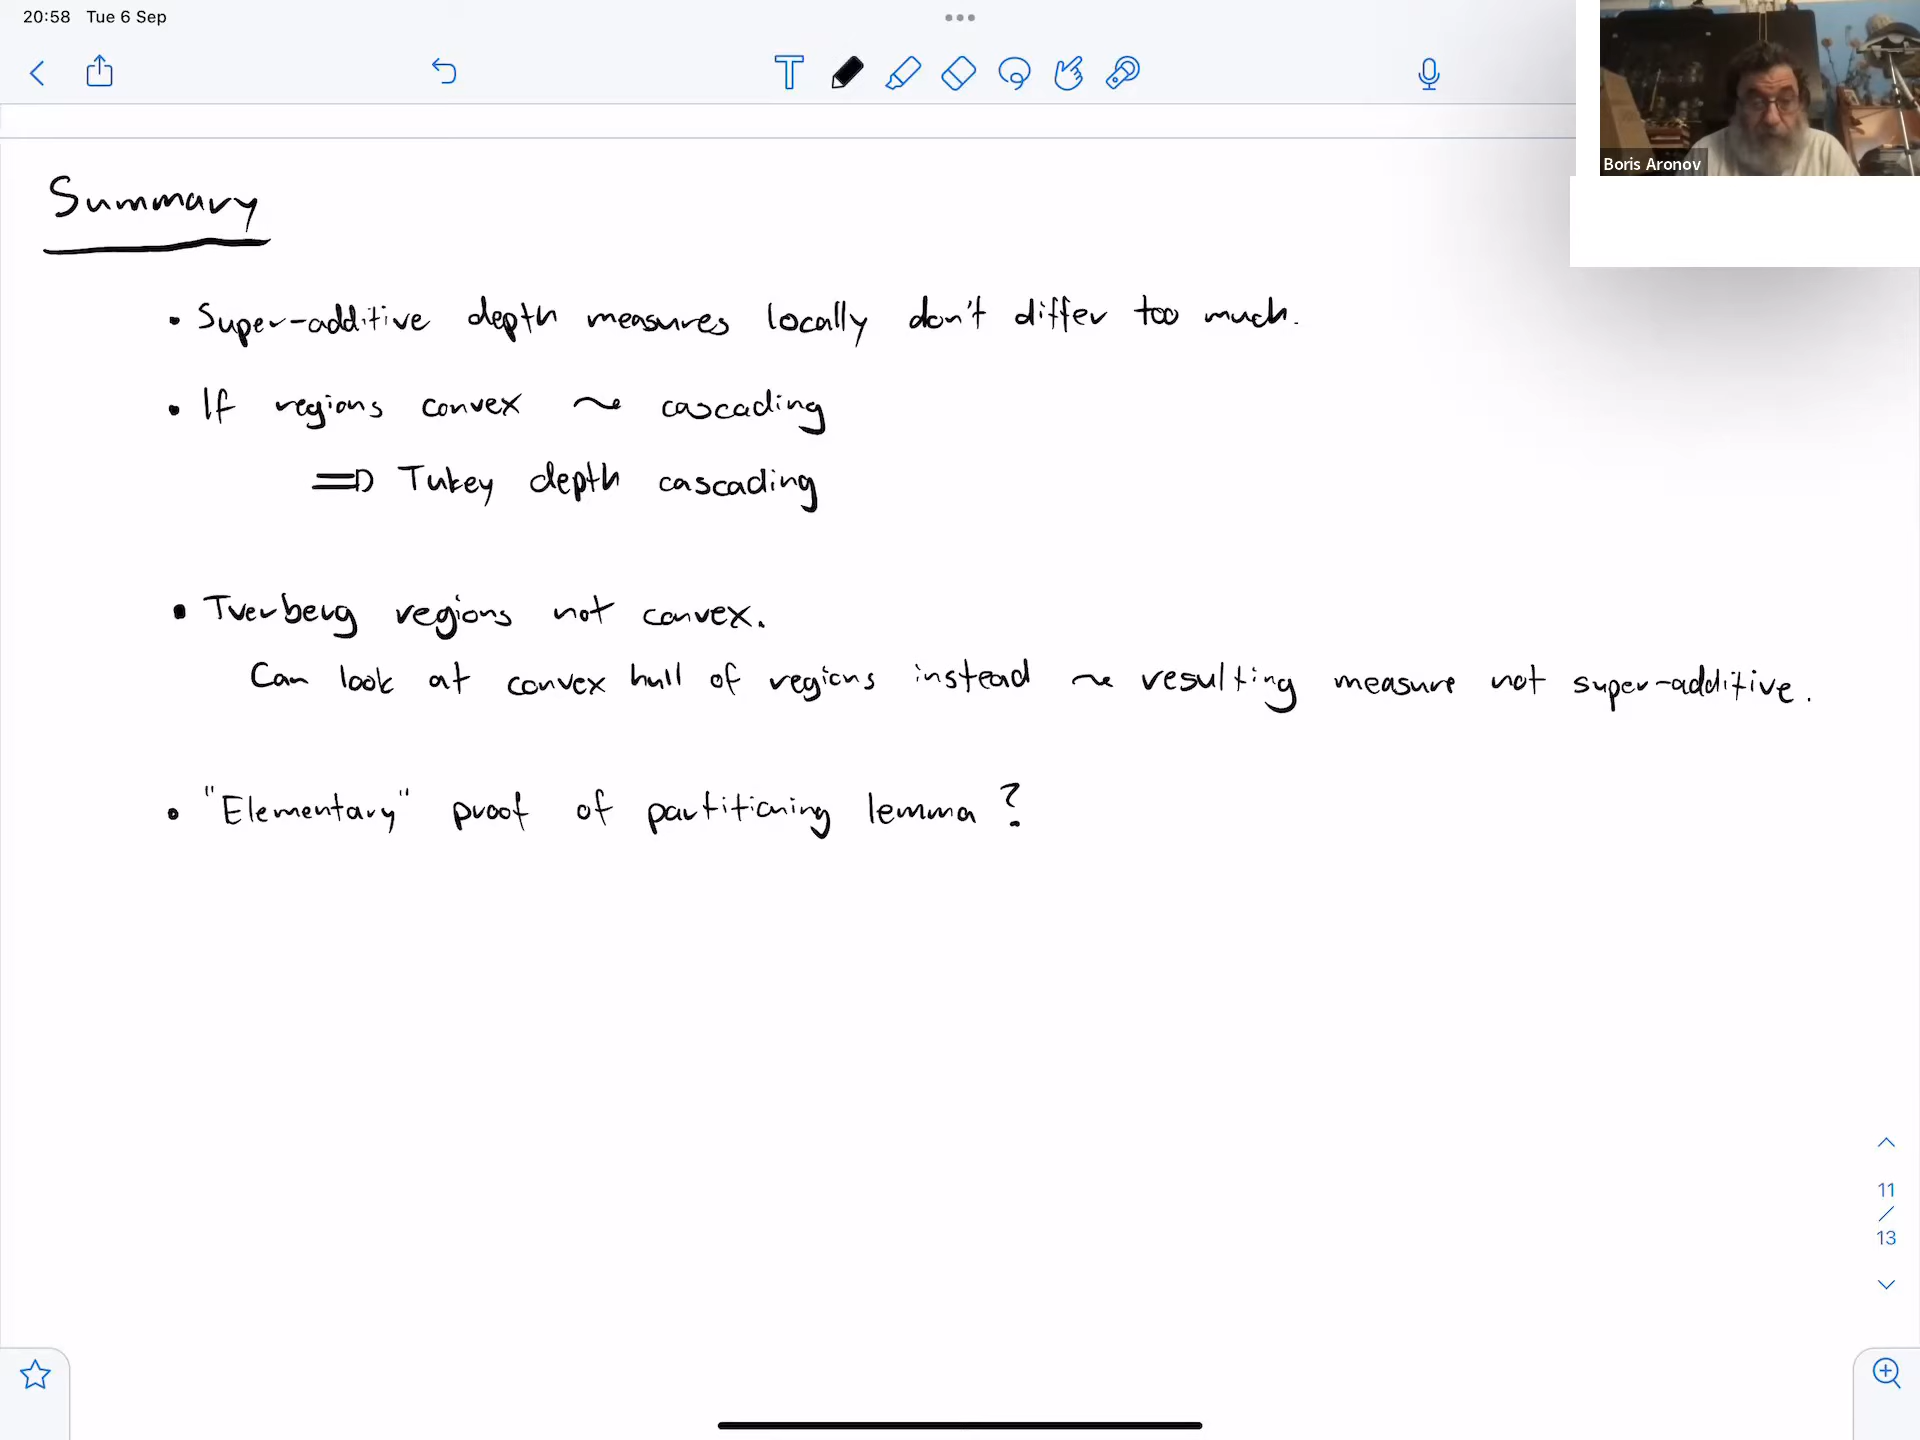 20:58 Tue 6 Sep
Boris Aronov
Summary
• Super-additive depth measures locally don't differ too much.
• If regions convex ~ cascading
⇒ Tukey depth cascading
• Tverberg regions not convex.
Can look at convex hull of regions instead ~ resulting measure not super-additive.
• "Elementary" proof of partitioning lemma ?
11
/
13